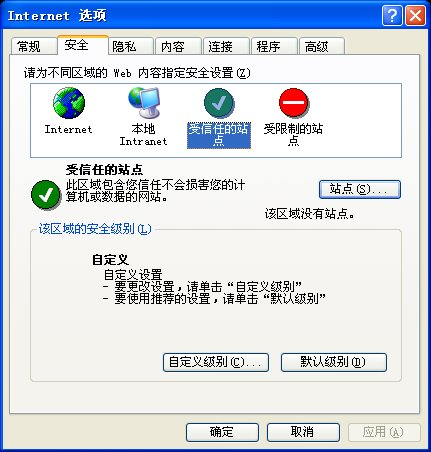 Internet 选项
常规 安全 隐私 内容 连接 程序 高级
请为不同区域的 Web 内容指定安全设置(Z)
Internet 本地 Intranet 受信任的站点 受限制的站点
受信任的站点
此区域包含您信任不会损害您的计
算机或数据的网站。
站点(S)...
该区域没有站点。
该区域的安全级别(L)
自定义
自定义设置
- 要更改设置，请单击“自定义级别”
- 要使用推荐的设置，请单击“默认级别”
自定义级别(C)... 默认级别(D)
确定 取消 应用(A)